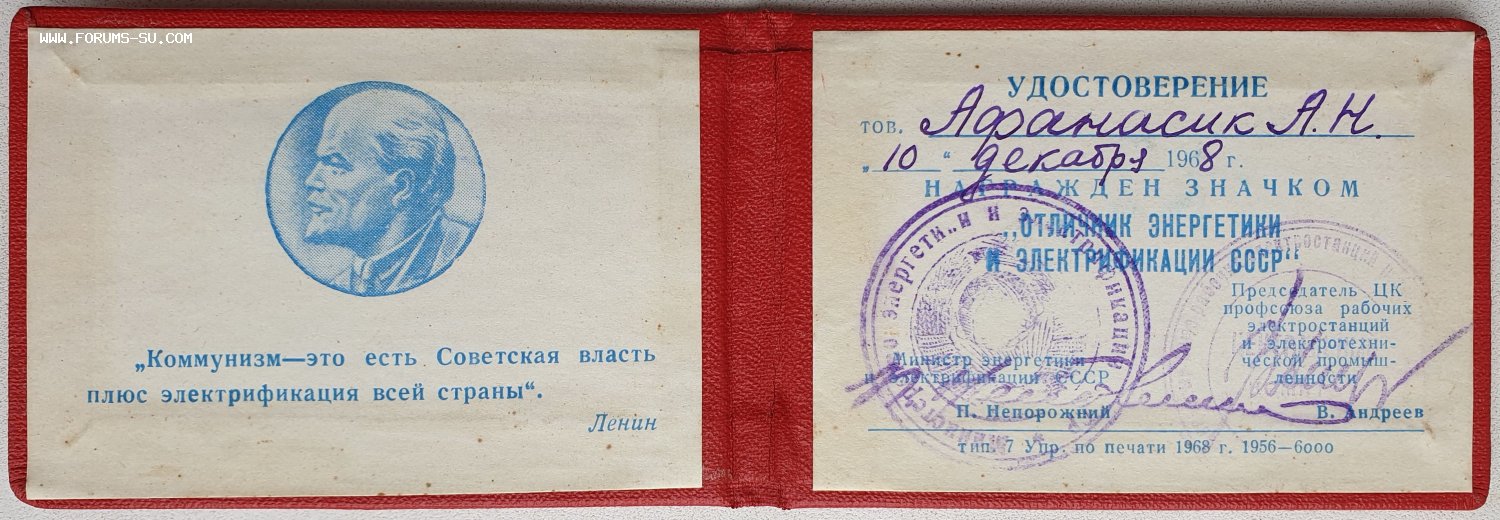 WWW.FORUMS-SU.COM
„Коммунизм—это есть Советская власть
плюс электрификация всей страны“.
Ленин
УДОСТОВЕРЕНИЕ
тов. Афанасик А.Н.
„10“ декабря 1968 г.
НАГРАЖДЕН ЗНАЧКОМ
„ОТЛИЧНИК ЭНЕРГЕТИКИ
И ЭЛЕКТРИФИКАЦИИ СССР“
Председатель ЦК
профсоюза рабочих
электростанций
и электротехни-
ческой промыш-
ленности
Министр энергетики
и электрификации СССР
П. Непорожний
В. Андреев
тип. 7 Упр. по печати 1968 г. 1956—6000